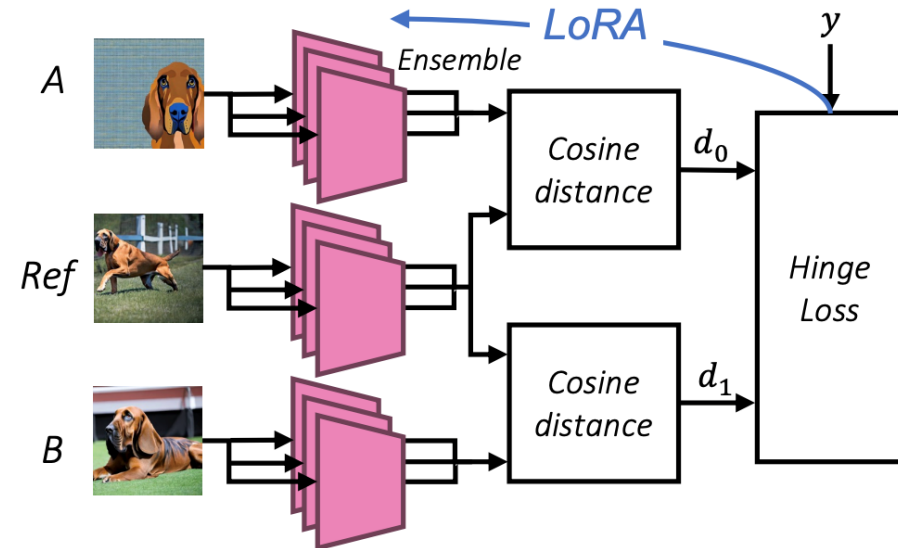 LoRA
y
A
Ensemble
Cosine
distance
d₀
Ref
Hinge
Loss
Cosine
distance
d₁
B